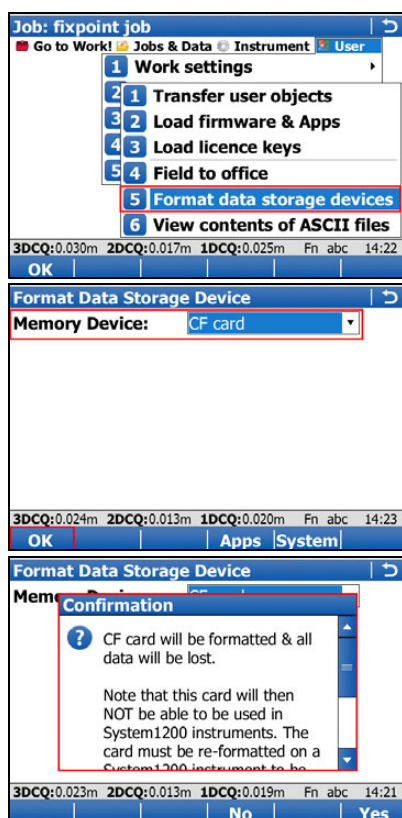 Job: fixpoint job
Go to Work! Jobs & Data Instrument User
1 Work settings
2 1 Transfer user objects
3 2 Load firmware & Apps
4 3 Load licence keys
5 4 Field to office
5 Format data storage devices
6 View contents of ASCII files
3DCQ:0.030m 2DCQ:0.017m 1DCQ:0.025m Fn abc 14:22
OK
Format Data Storage Device
Memory Device: CF card
3DCQ:0.024m 2DCQ:0.013m 1DCQ:0.020m Fn abc 14:23
OK Apps System
Format Data Storage Device
Confirmation
CF card will be formatted & all
data will be lost.
Note that this card will then
NOT be able to be used in
System1200 instruments. The
card must be re-formatted on a
System1200 instrument to be
3DCQ:0.023m 2DCQ:0.013m 1DCQ:0.019m Fn abc 14:21
No Yes